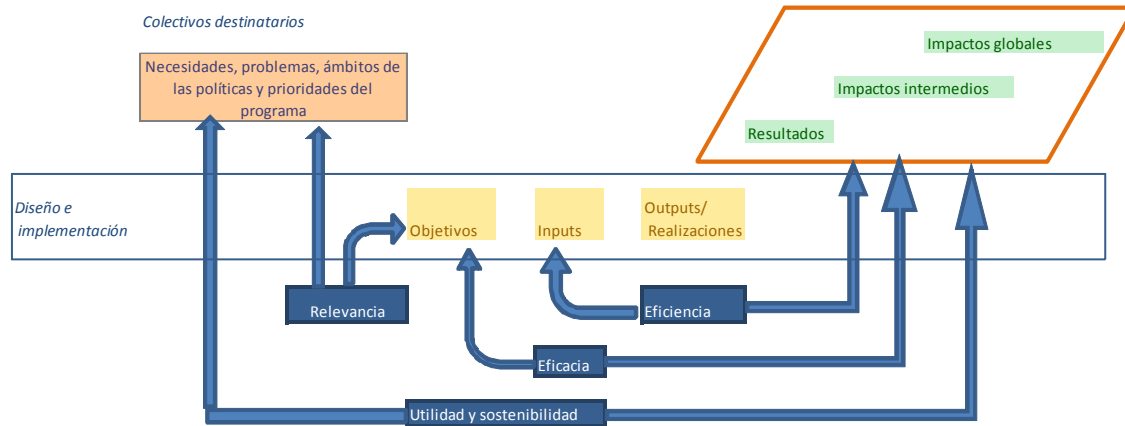 Colectivos destinatarios
Impactos globales
Necesidades, problemas, ámbitos de
las políticas y prioridades del
programa
Impactos intermedios
Resultados
Diseño e
implementación
Objetivos
Inputs
Outputs/
Realizaciones
Relevancia
Eficiencia
Eficacia
Utilidad y sostenibilidad